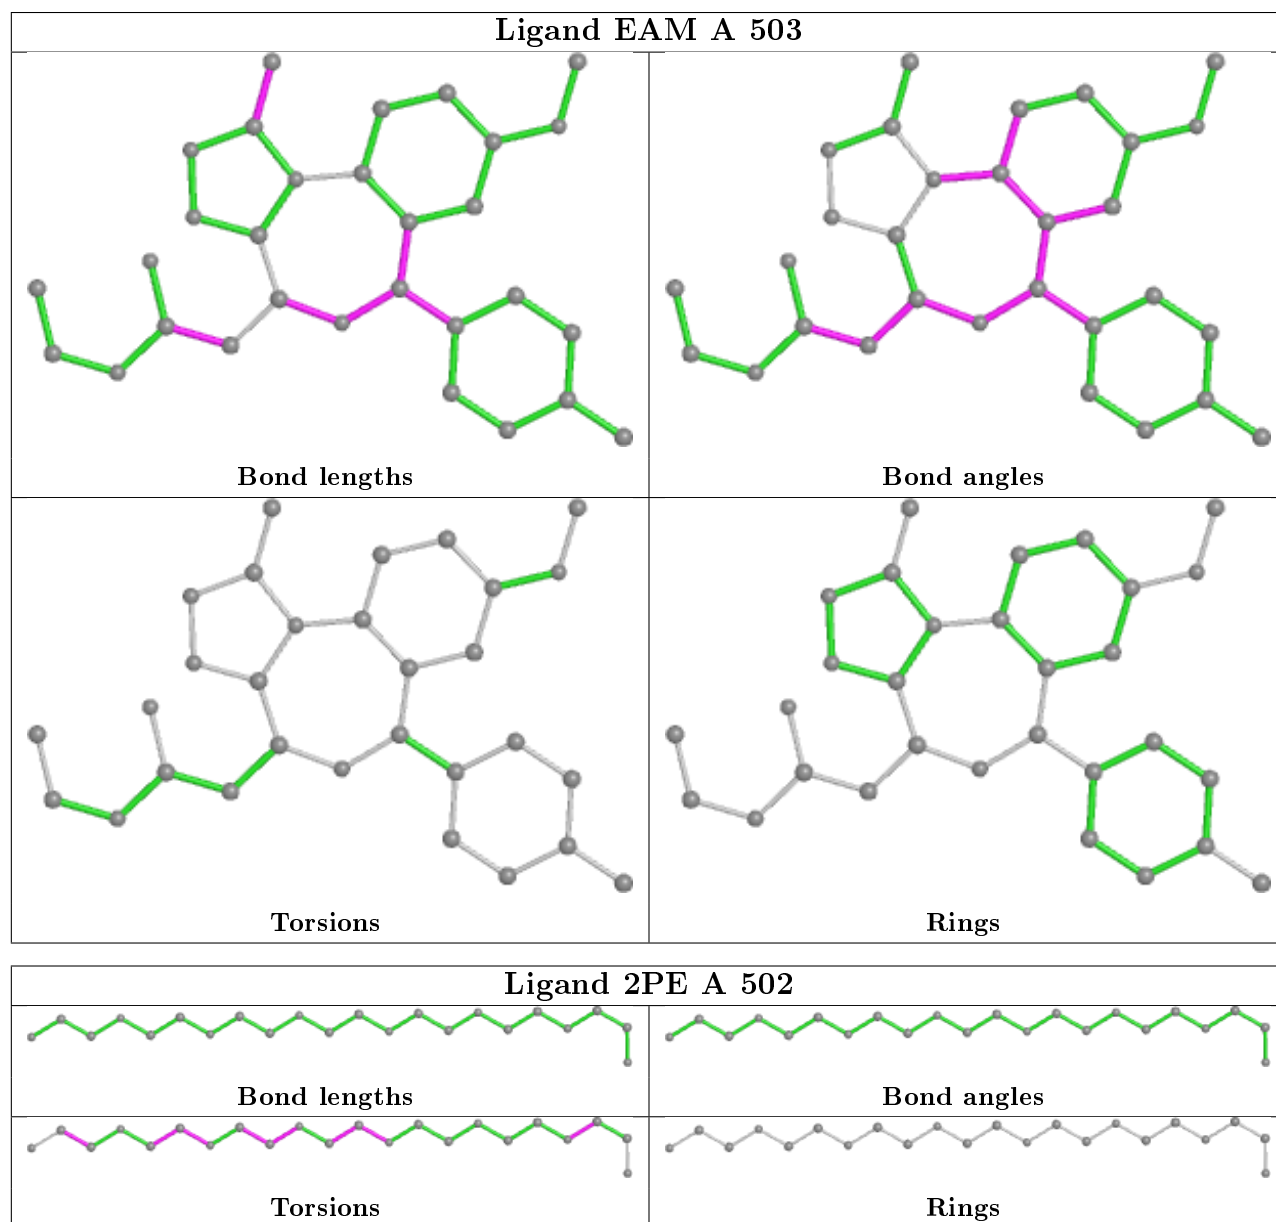 Ligand EAM A 503
Bond lengths
Bond angles
Torsions
Rings
Ligand 2PE A 502
Bond lengths
Bond angles
Torsions
Rings